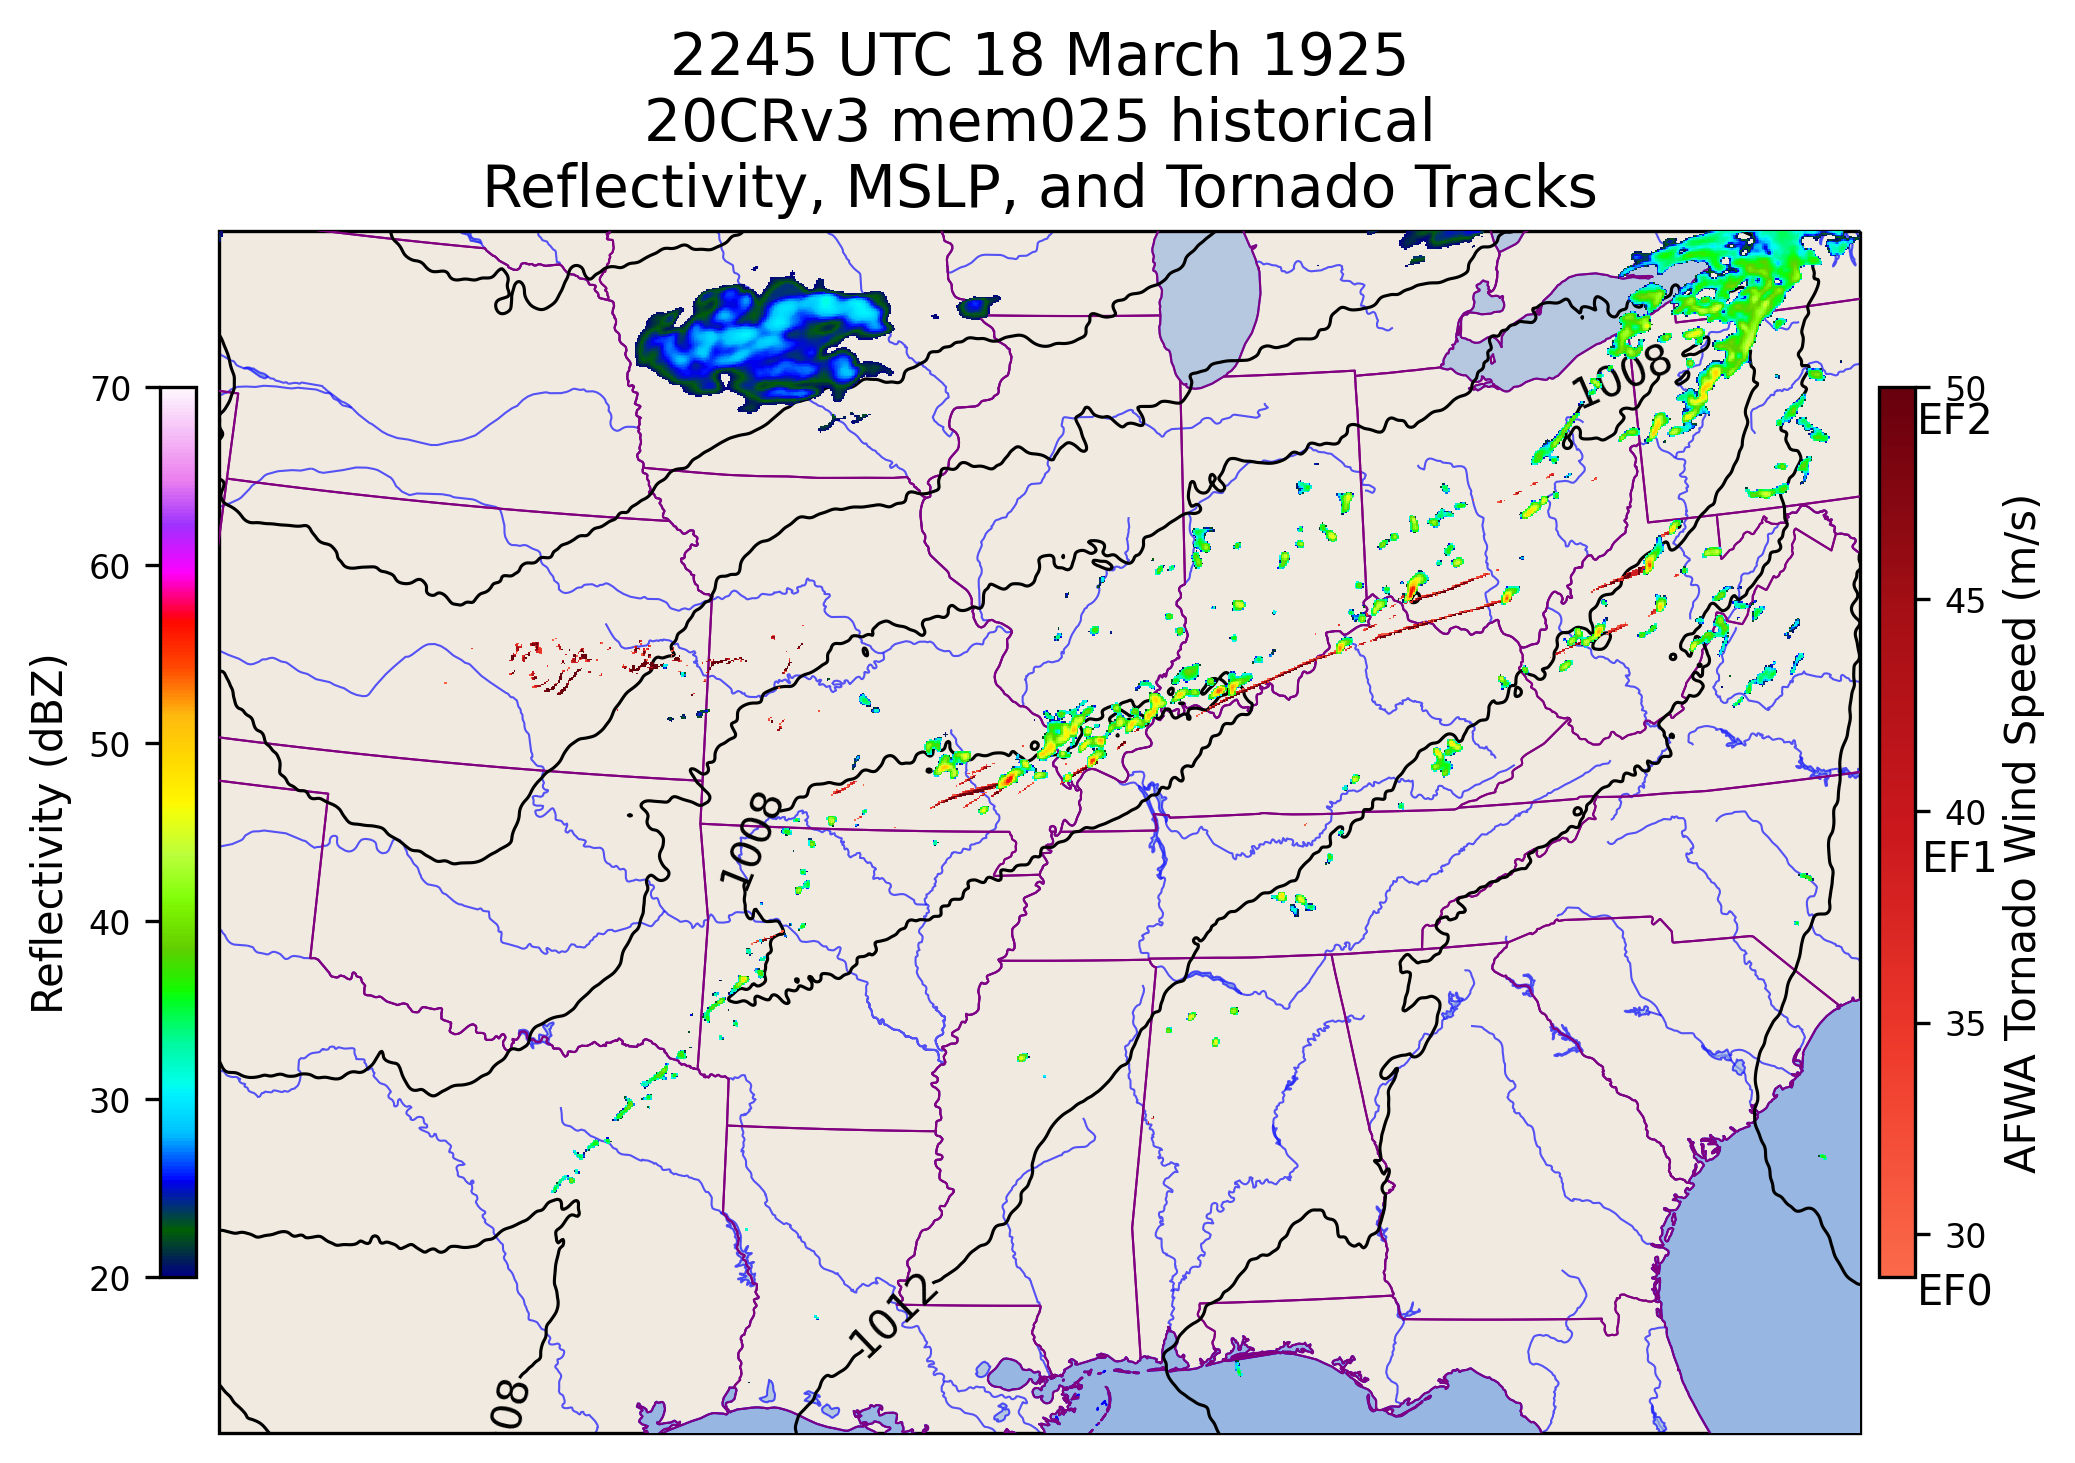 2245 UTC 18 March 1925
20CRv3 mem025 historical
Reflectivity, MSLP, and Tornado Tracks
Reflectivity (dBZ)
70
60
50
40
30
20
1008
1008
1012
08
50
EF2
45
40
EF1
35
30
EF0
AFWA Tornado Wind Speed (m/s)